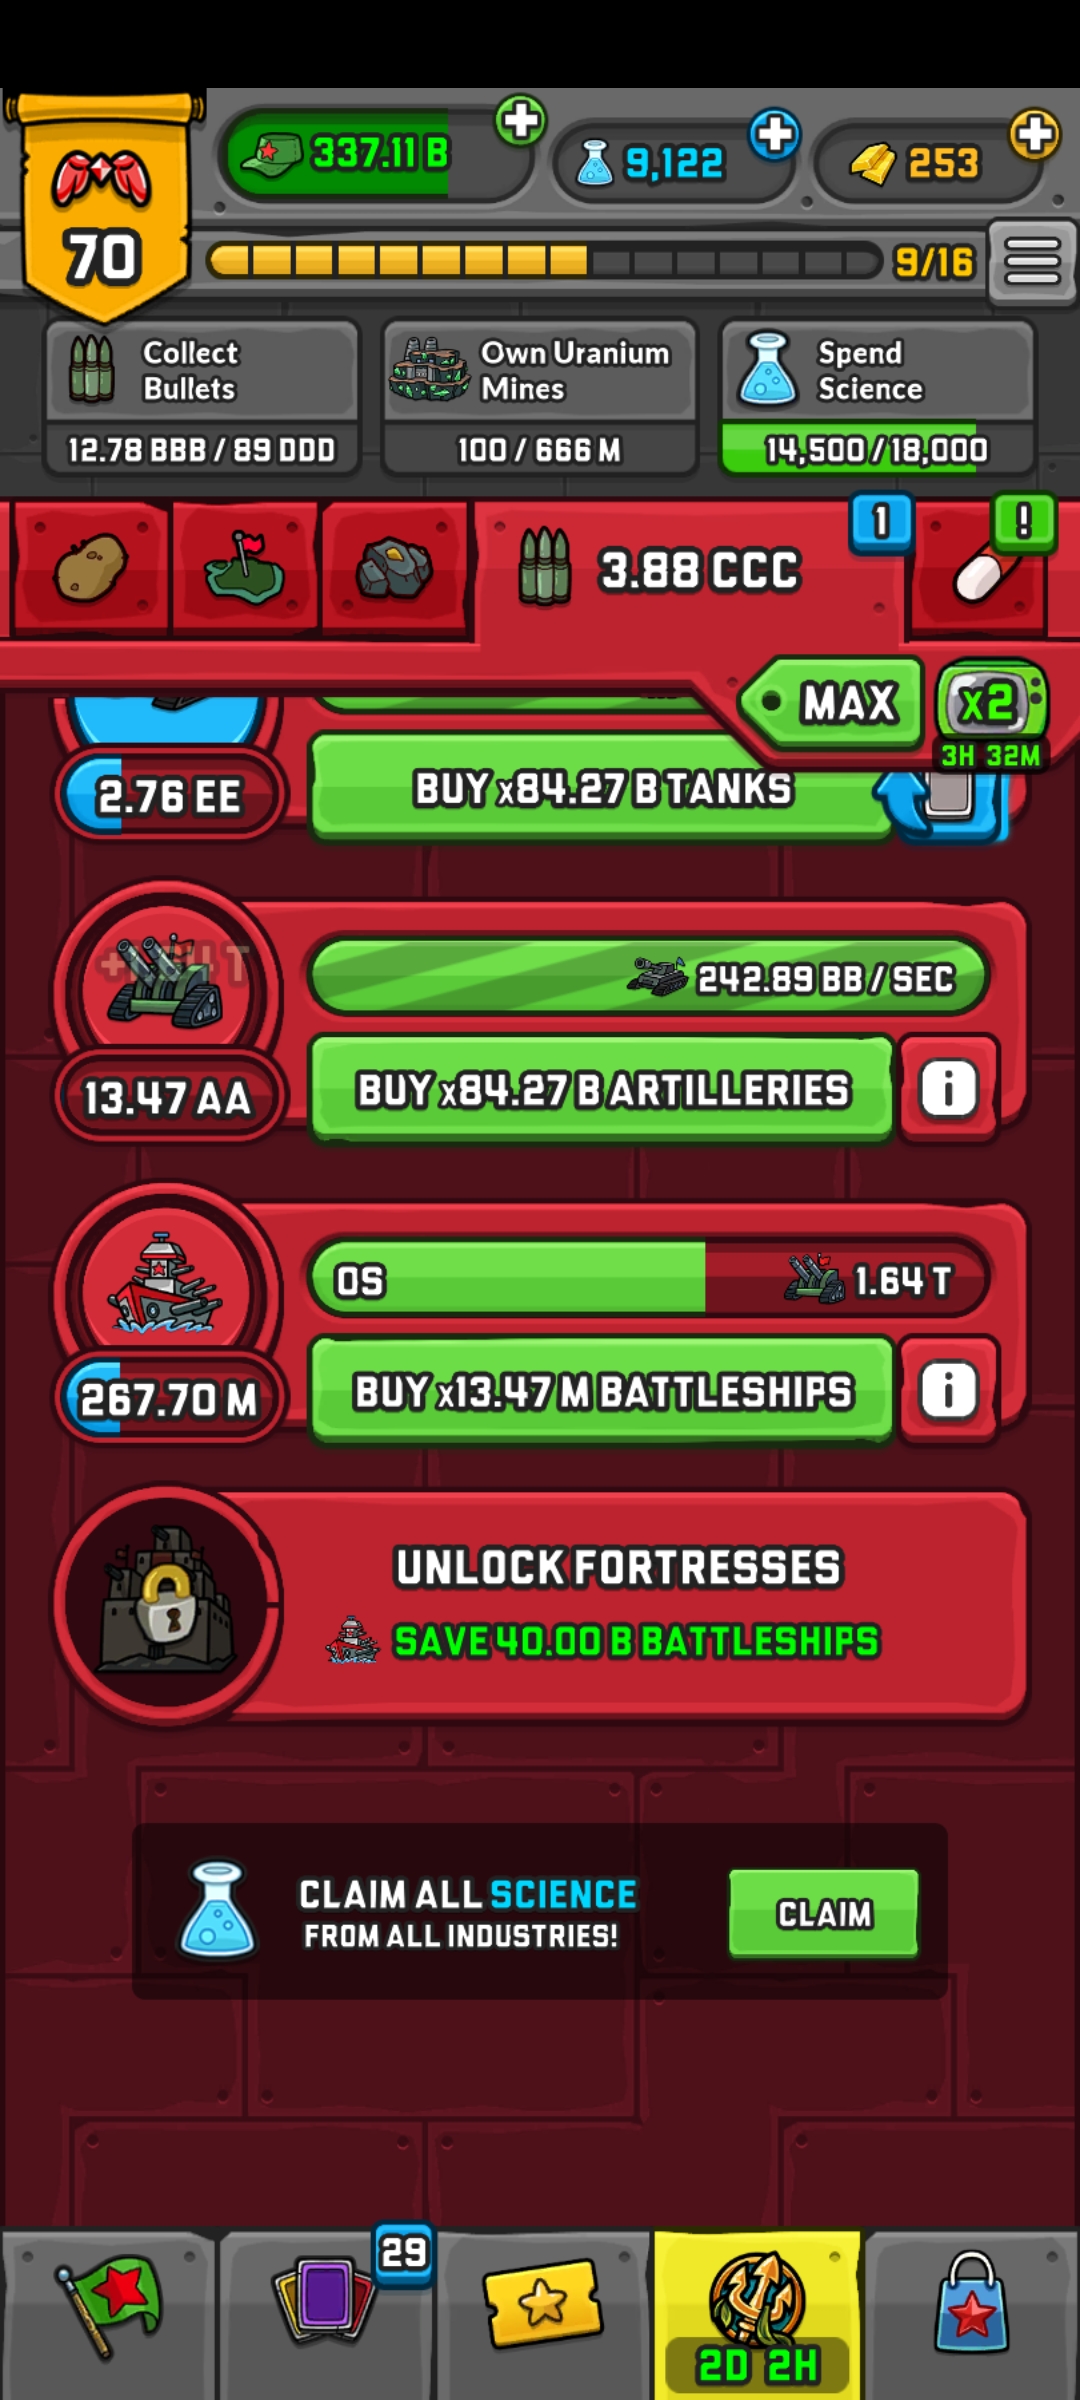 337.11 B
9,122
253
70
9/16
Collect
Bullets
12.78 BBB / 89 DDD
Own Uranium
Mines
100 / 666 M
Spend
Science
14,500/18,000
3.88 CCC
1
!
MAX
x2
3H 32M
2.76 EE
BUY x84.27 B TANKS
242.89 BB / SEC
13.47 AA
BUY x84.27 B ARTILLERIES
i
0S
1.64 T
267.70 M
BUY x13.47 M BATTLESHIPS
i
UNLOCK FORTRESSES
SAVE 40.00 B BATTLESHIPS
CLAIM ALL SCIENCE
FROM ALL INDUSTRIES!
CLAIM
29
2D 2H